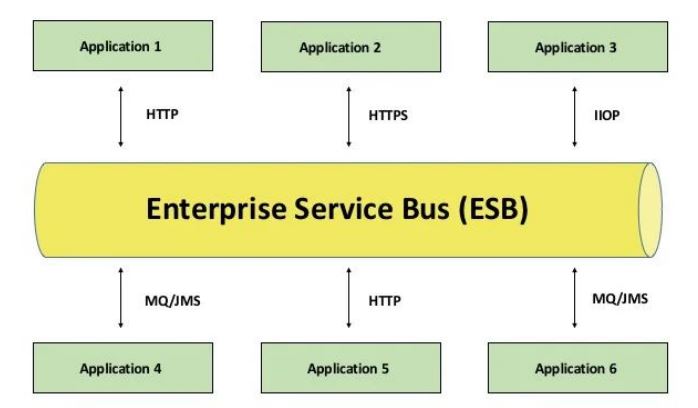 Application 1
Application 2
Application 3
HTTP
HTTPS
IIOP
Enterprise Service Bus (ESB)
MQ/JMS
HTTP
MQ/JMS
Application 4
Application 5
Application 6